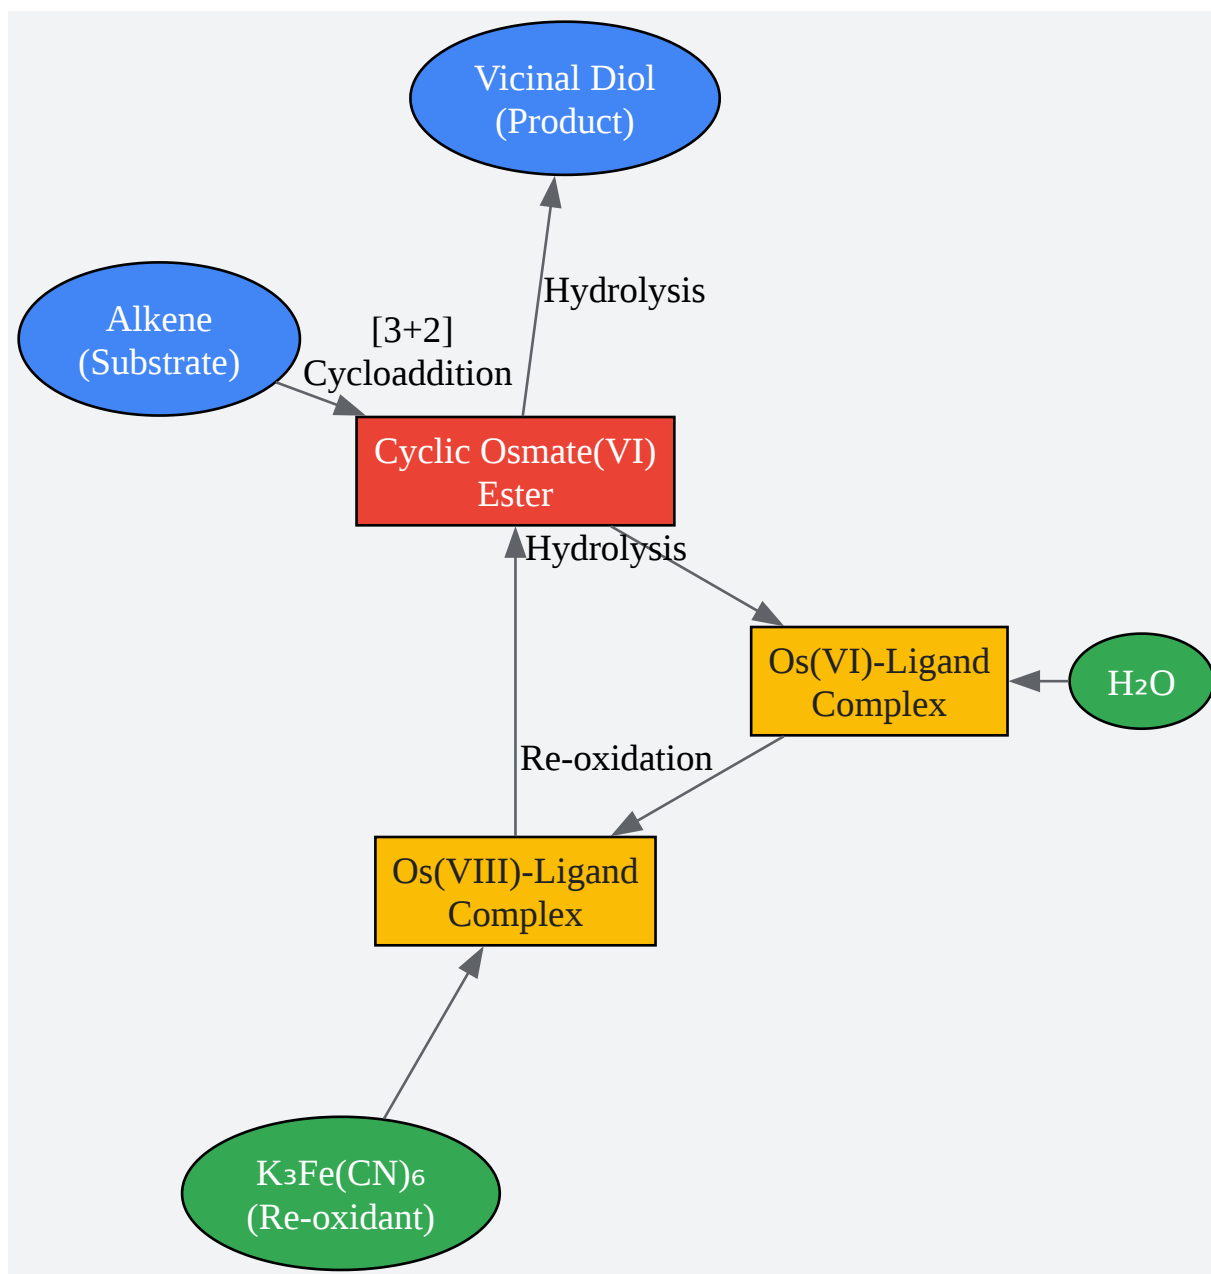 Vicinal Diol
(Product)
Hydrolysis
Alkene
(Substrate)
[3+2]
Cycloaddition
Cyclic Osmate(VI)
Ester
Hydrolysis
Os(VI)-Ligand
Complex
H₂O
Re-oxidation
Os(VIII)-Ligand
Complex
K₃Fe(CN)₆
(Re-oxidant)